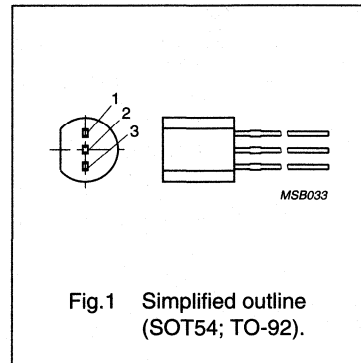 1
2
3
MSB033
Fig.1 Simplified outline
(SOT54; TO-92).